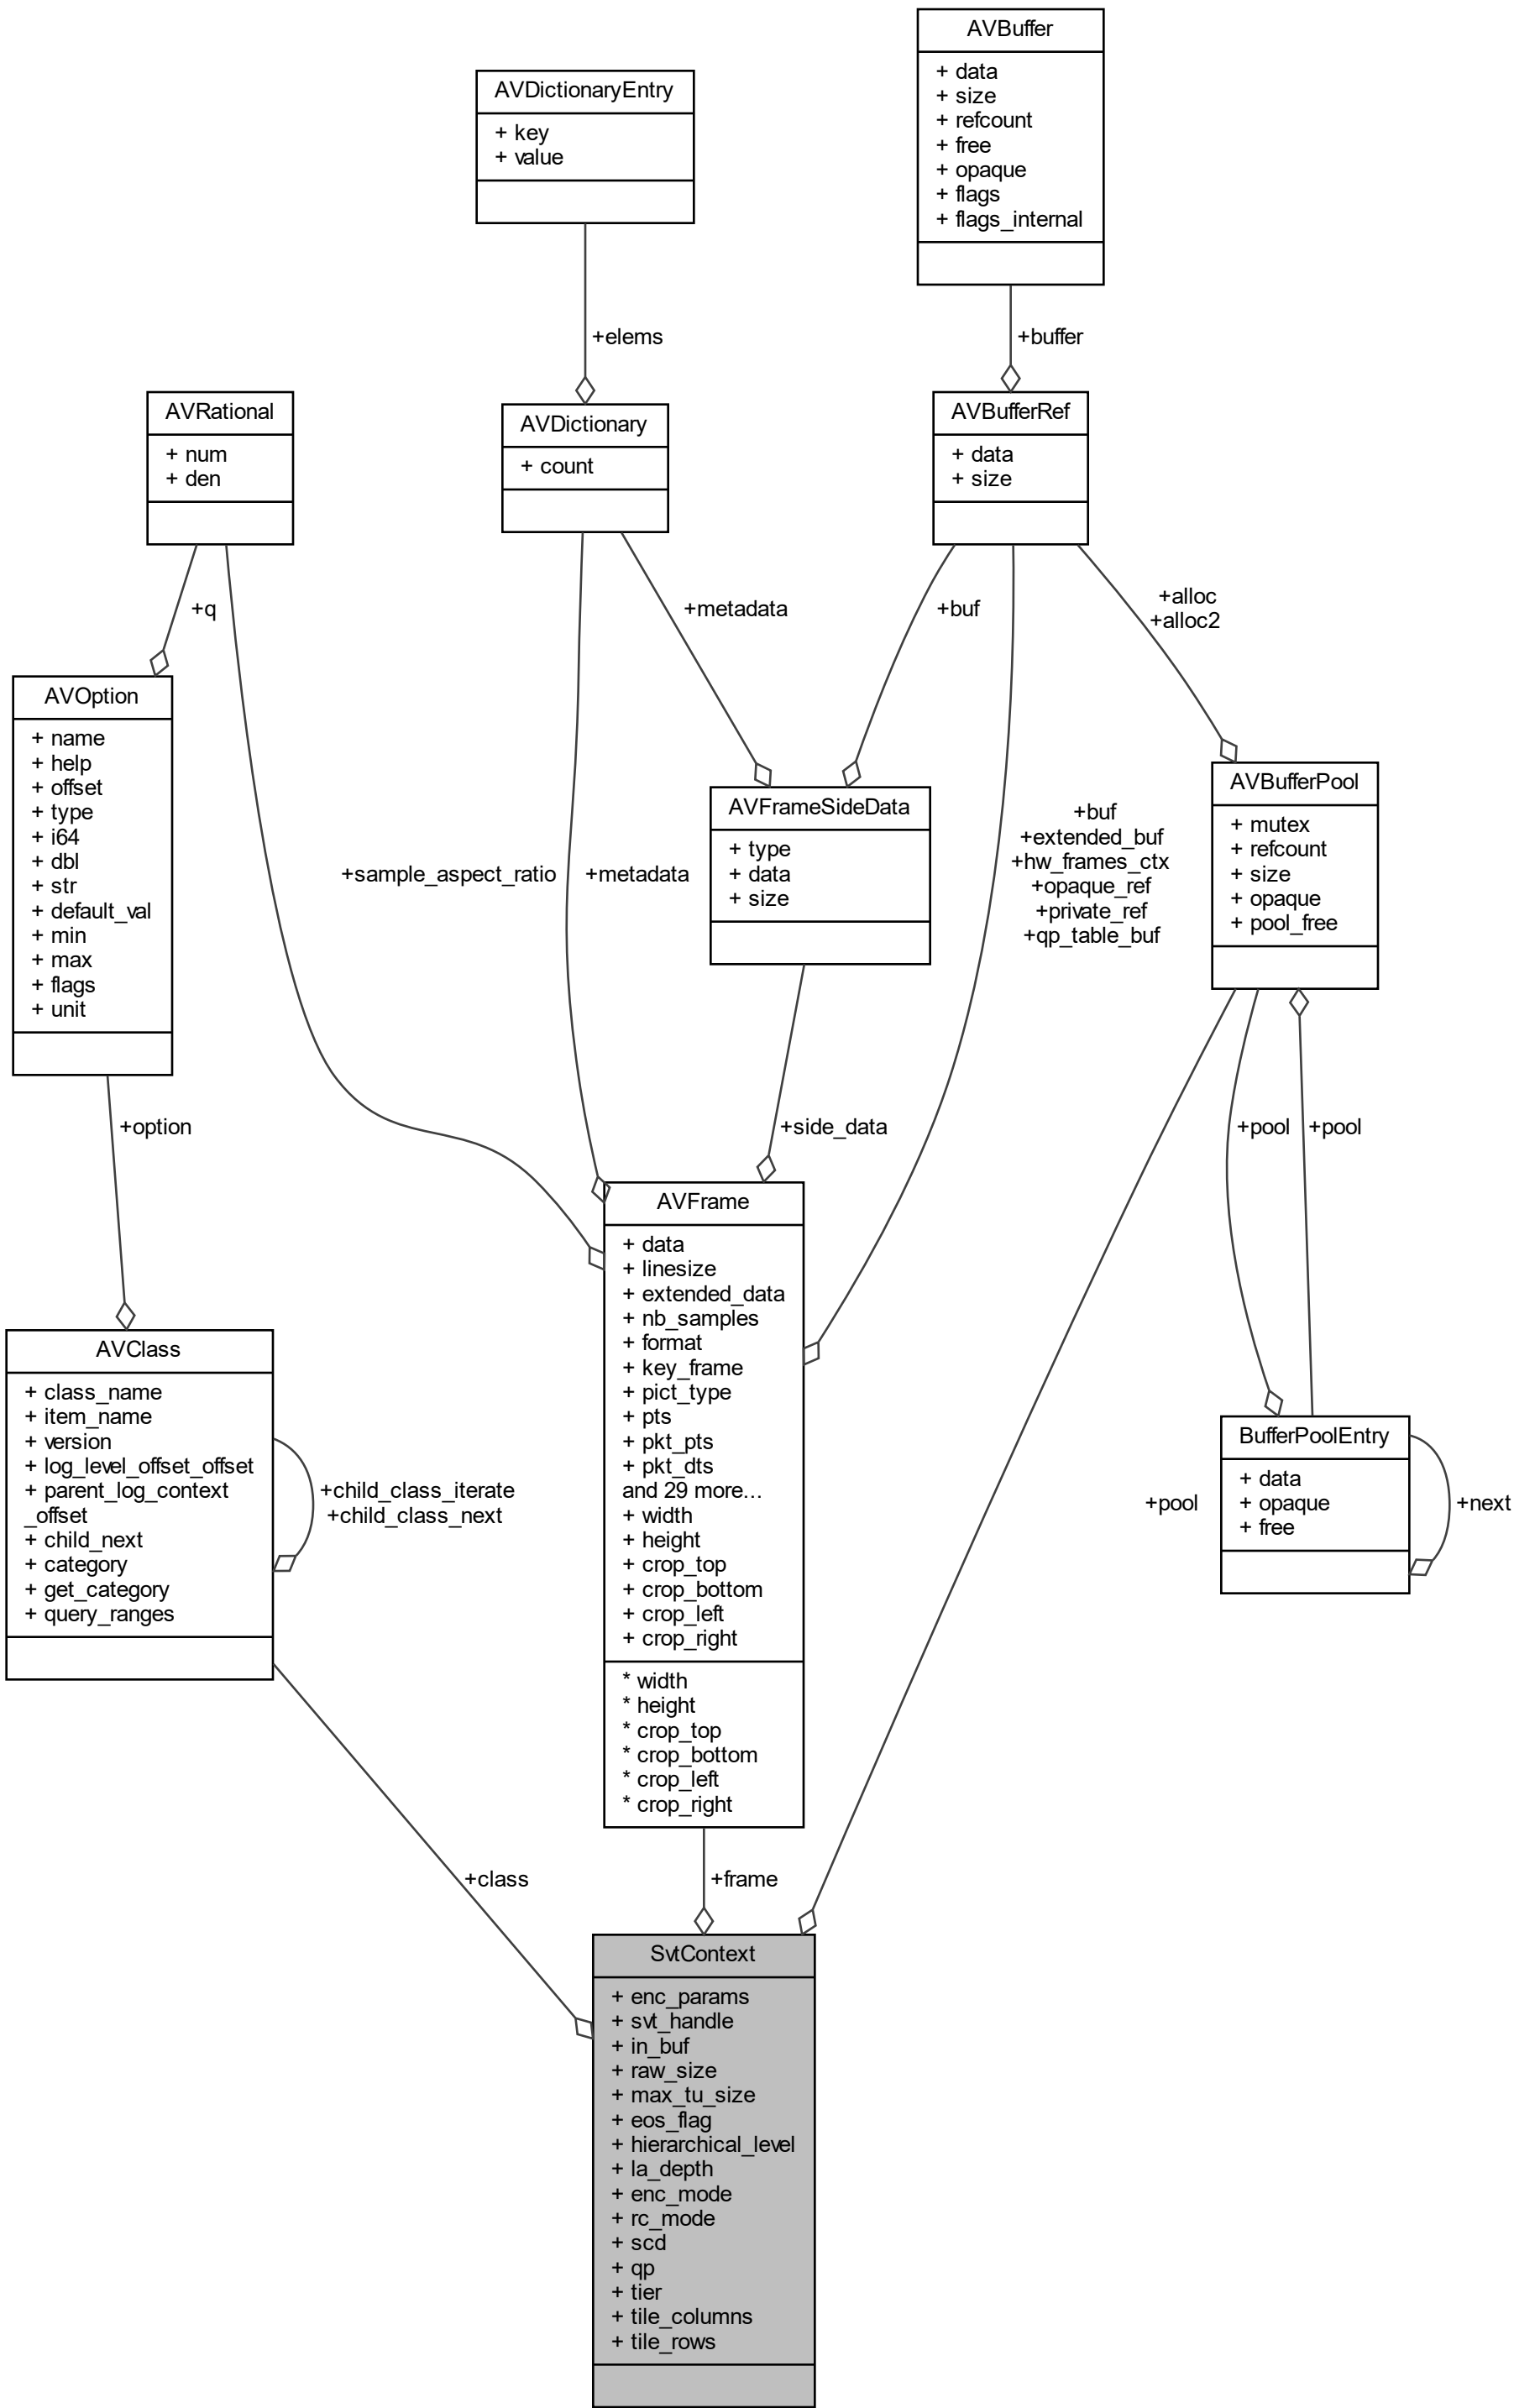 AVBuffer
+ data
+ size
+ refcount
+ free
+ opaque
+ flags
+ flags_internal
AVDictionaryEntry
+ key
+ value
+elems
+buffer
AVRational
+ num
+ den
AVDictionary
+ count
AVBufferRef
+ data
+ size
+q
+metadata
+buf
+alloc
+alloc2
AVOption
+ name
+ help
+ offset
+ type
+ i64
+ dbl
+ str
+ default_val
+ min
+ max
+ flags
+ unit
+sample_aspect_ratio
+metadata
AVFrameSideData
+ type
+ data
+ size
+buf
+extended_buf
+hw_frames_ctx
+opaque_ref
+private_ref
+qp_table_buf
AVBufferPool
+ mutex
+ refcount
+ size
+ opaque
+ pool_free
+option
+side_data
+pool
+pool
AVClass
+ class_name
+ item_name
+ version
+ log_level_offset_offset
+ parent_log_context
_offset
+ child_next
+ category
+ get_category
+ query_ranges
+child_class_iterate
+child_class_next
AVFrame
+ data
+ linesize
+ extended_data
+ nb_samples
+ format
+ key_frame
+ pict_type
+ pts
+ pkt_pts
+ pkt_dts
and 29 more...
+ width
+ height
+ crop_top
+ crop_bottom
+ crop_left
+ crop_right
* width
* height
* crop_top
* crop_bottom
* crop_left
* crop_right
+pool
BufferPoolEntry
+ data
+ opaque
+ free
+next
+class
+frame
SvtContext
+ enc_params
+ svt_handle
+ in_buf
+ raw_size
+ max_tu_size
+ eos_flag
+ hierarchical_level
+ la_depth
+ enc_mode
+ rc_mode
+ scd
+ qp
+ tier
+ tile_columns
+ tile_rows